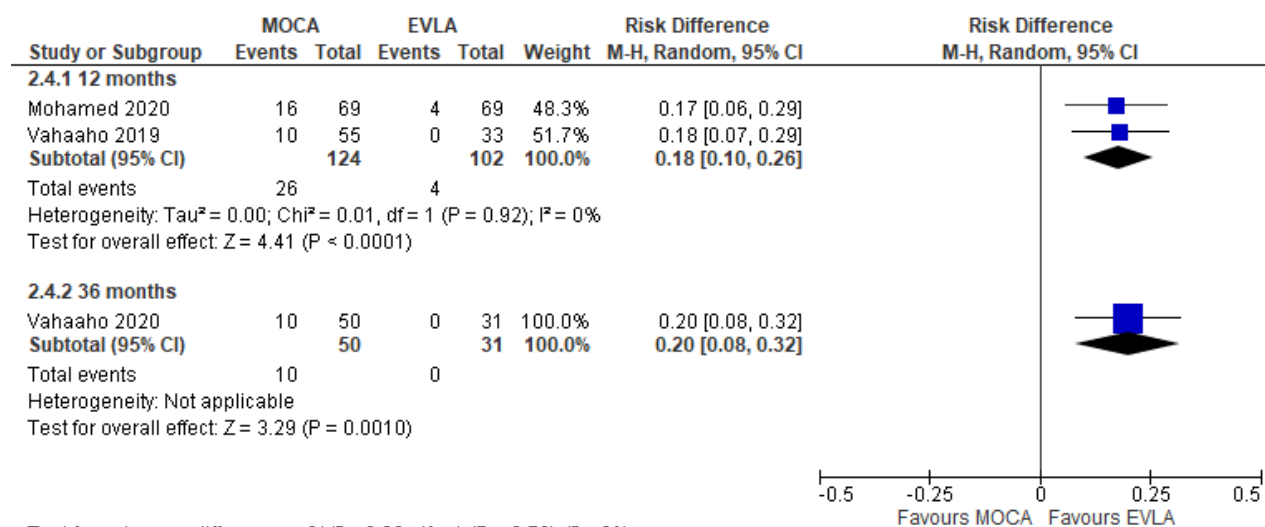 MOCA EVLA Risk Difference Risk Difference
Study or Subgroup Events Total Events Total Weight M-H, Random, 95% CI M-H, Random, 95% CI
2.4.1 12 months
Mohamed 2020 16 69 4 69 48.3% 0.17 [0.06, 0.29]
Vahaaho 2019 10 55 0 33 51.7% 0.18 [0.07, 0.29]
Subtotal (95% CI) 124 102 100.0% 0.18 [0.10, 0.26]
Total events 26 4
Heterogeneity: Tau² = 0.00; Chi² = 0.01, df = 1 (P = 0.92); I² = 0%
Test for overall effect: Z = 4.41 (P < 0.0001)
2.4.2 36 months
Vahaaho 2020 10 50 0 31 100.0% 0.20 [0.08, 0.32]
Subtotal (95% CI) 50 31 100.0% 0.20 [0.08, 0.32]
Total events 10 0
Heterogeneity: Not applicable
Test for overall effect: Z = 3.29 (P = 0.0010)
-0.5 -0.25 0 0.25 0.5
Favours MOCA Favours EVLA